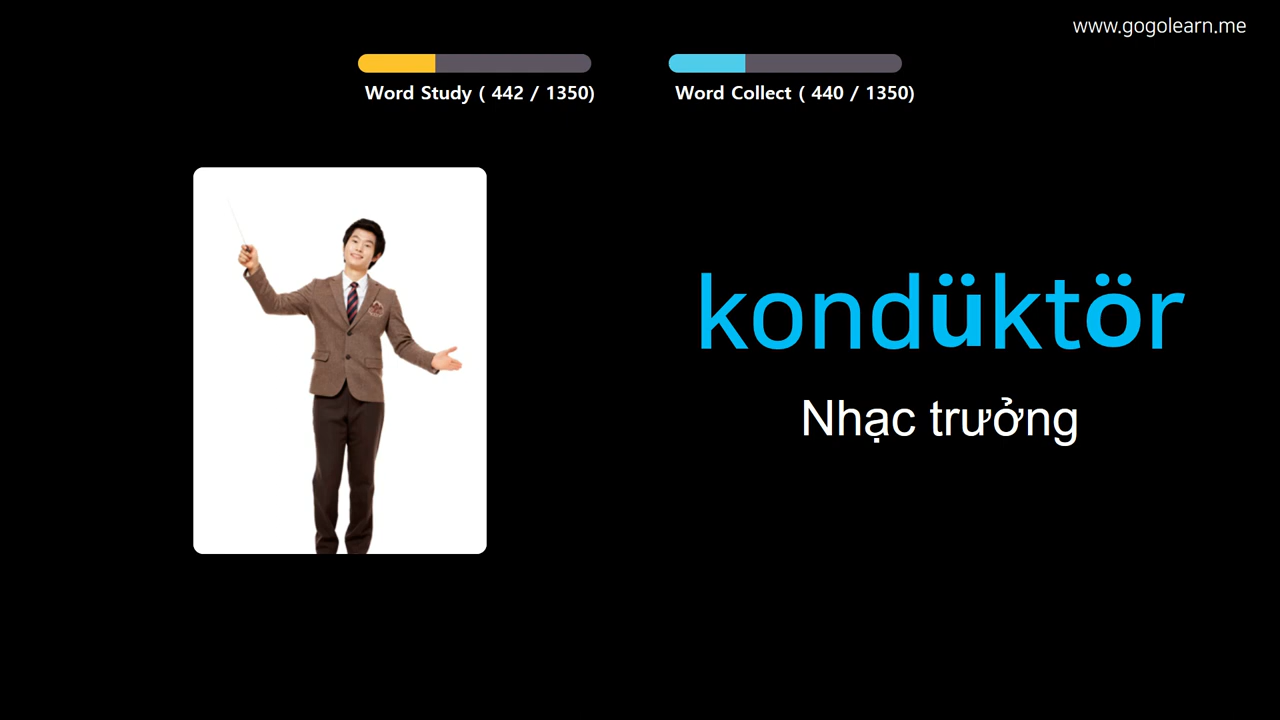 www.gogolearn.me
Word Study ( 442 / 1350)
Word Collect ( 440 / 1350)
kondüktör
Nhạc trưởng